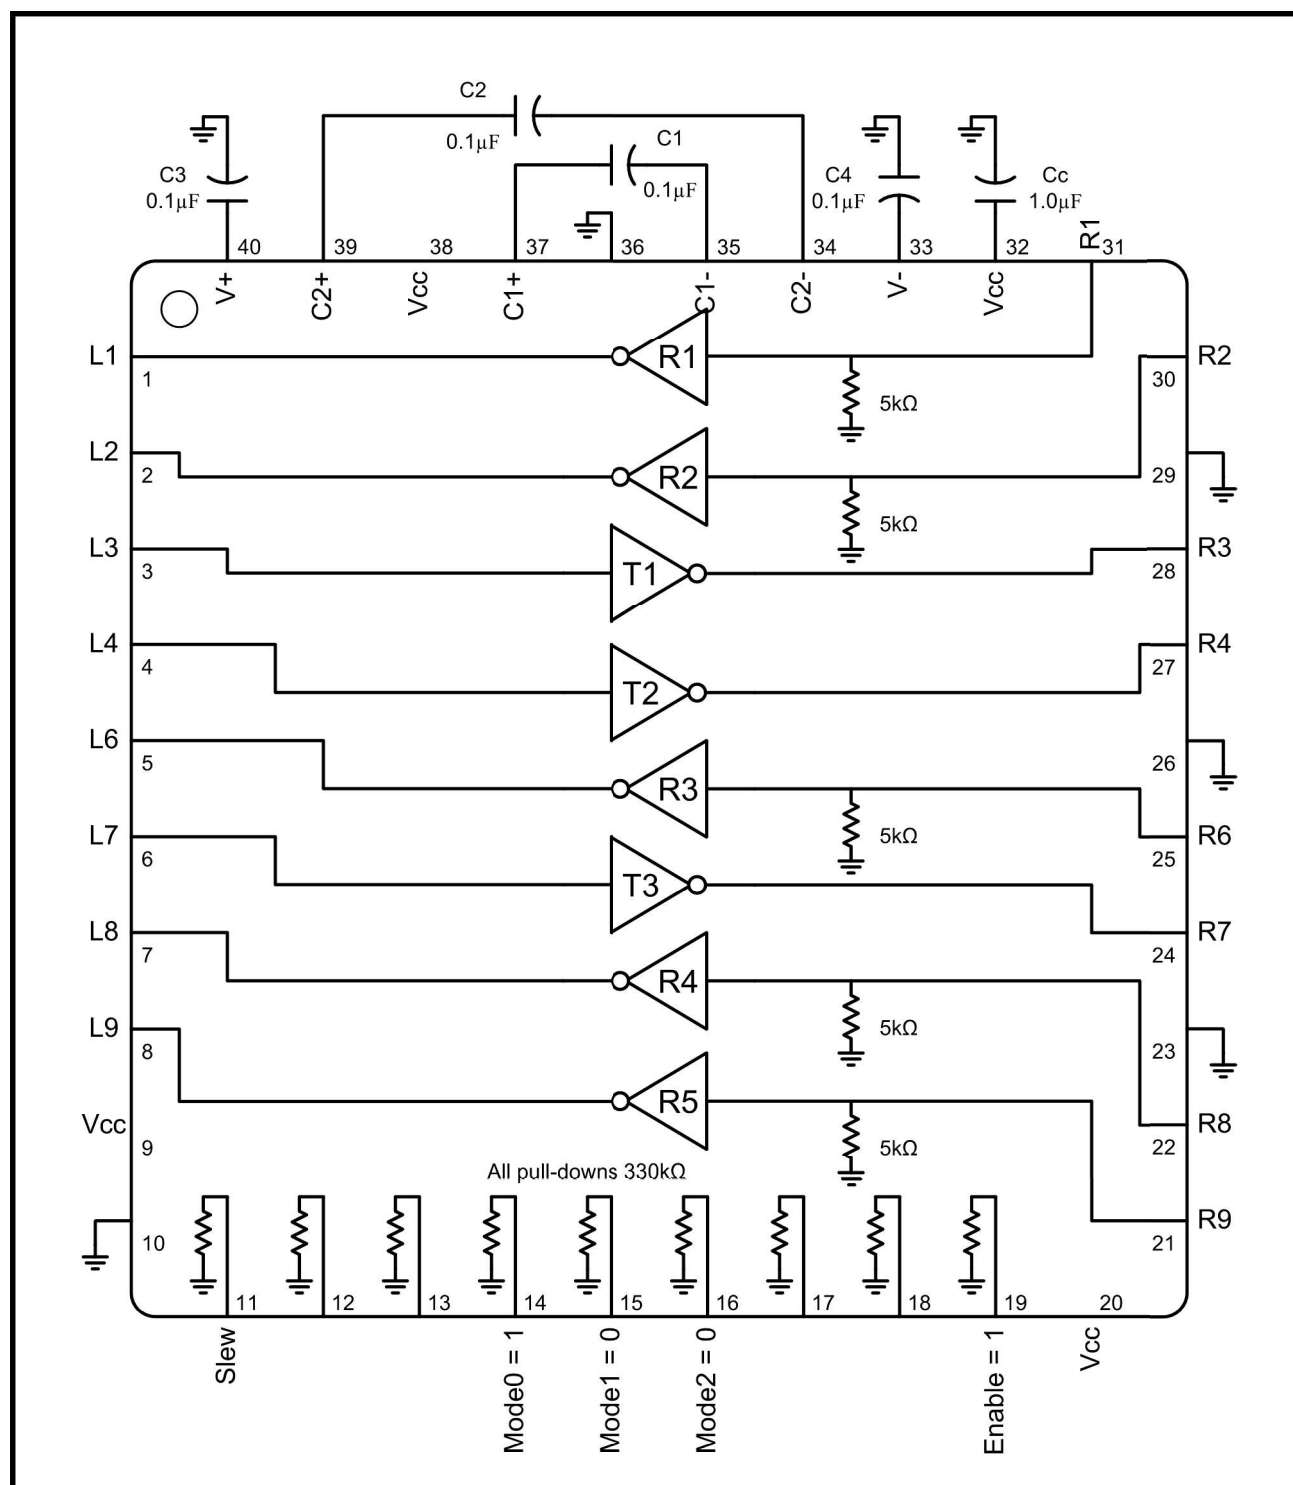 C2
0.1µF
C1
0.1µF
C3
0.1µF
C4
0.1µF
Cc
1.0µF
R1
40
39
38
37
36
35
34
33
32
31
V+
C2+
Vcc
C1+
C1-
C2-
V-
Vcc
L1
1
R1
5kΩ
R2
30
L2
2
R2
5kΩ
29
L3
3
T1
R3
28
L4
4
T2
R4
27
L6
5
R3
5kΩ
26
L7
6
T3
R6
25
L8
7
R4
5kΩ
R7
24
L9
8
R5
5kΩ
23
Vcc
9
R8
22
All pull-downs 330kΩ
10
R9
21
11
12
13
14
15
16
17
18
19
20
Slew
Mode0 = 1
Mode1 = 0
Mode2 = 0
Enable = 1
Vcc